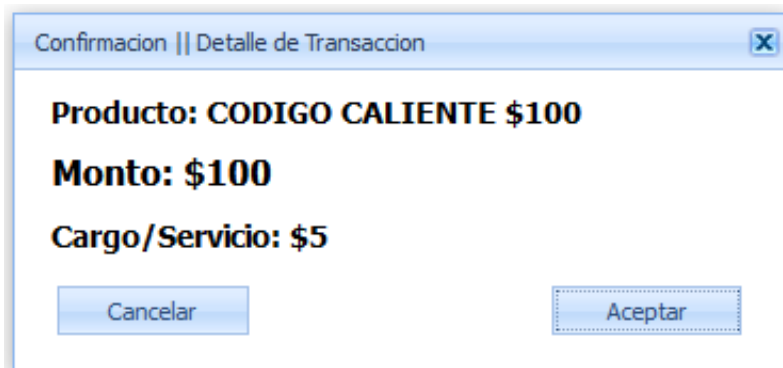 Confirmacion || Detalle de Transaccion
Producto: CODIGO CALIENTE $100
Monto: $100
Cargo/Servicio: $5
Cancelar
Aceptar